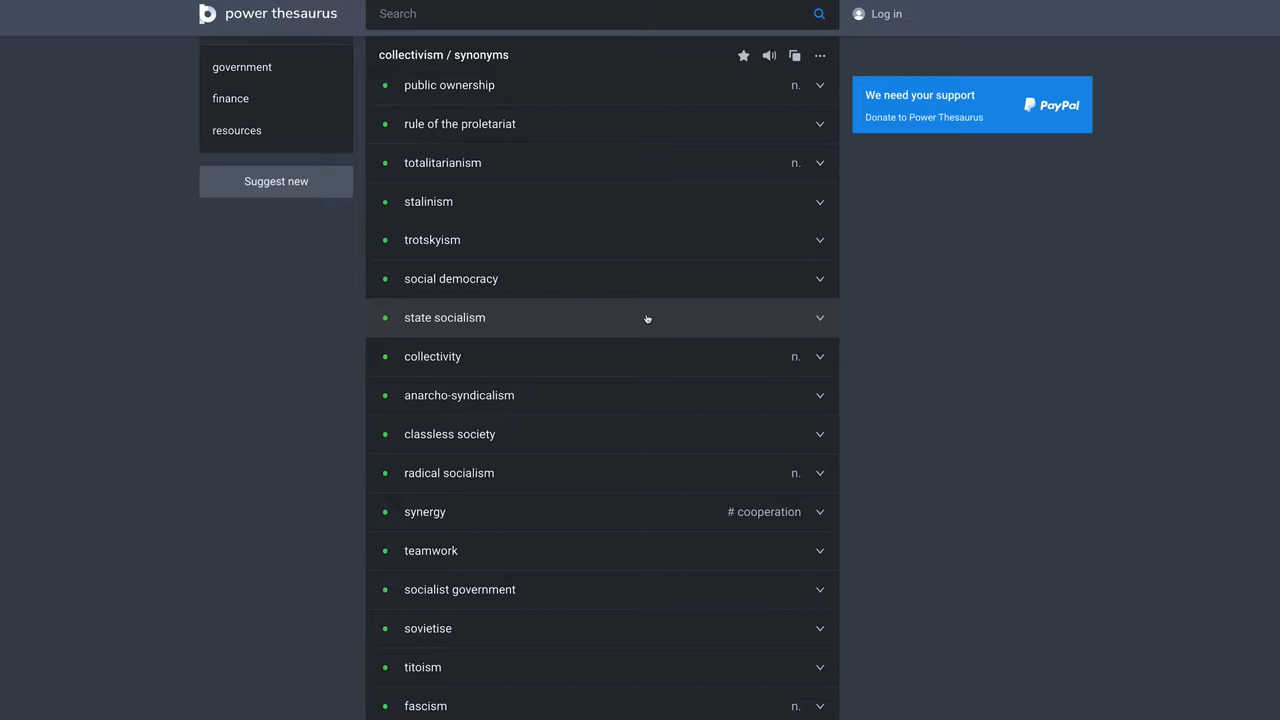 power thesaurus
Search
Log in
government
finance
resources
Suggest new
collectivism / synonyms
public ownership n.
rule of the proletariat
totalitarianism n.
stalinism
trotskyism
social democracy
state socialism
collectivity n.
anarcho-syndicalism
classless society
radical socialism n.
synergy # cooperation
teamwork
socialist government
sovietise
titoism
fascism n.
We need your support
Donate to Power Thesaurus
PayPal